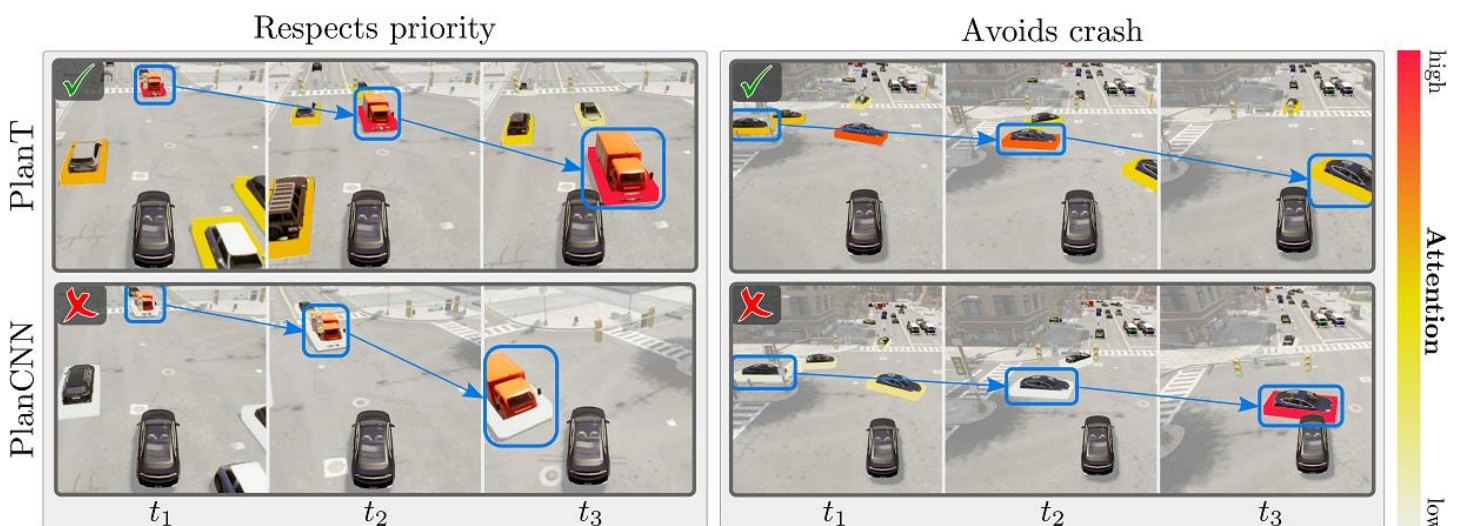 Respects priority
Avoids crash
PlanT
PlanCNN
t1
t2
t3
t1
t2
t3
high
Attention
low